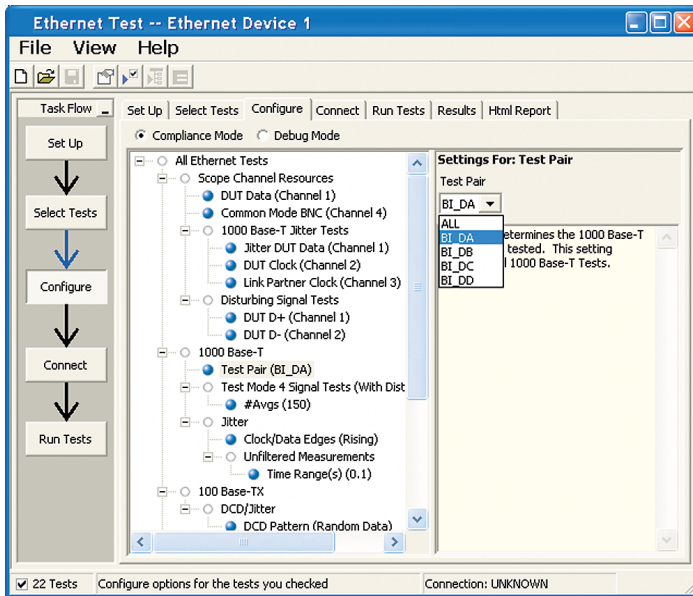 Ethernet Test -- Ethernet Device 1
File View Help
Task Flow
Set Up
Select Tests
Configure
Connect
Run Tests
Set Up
Select Tests
Configure
Connect
Run Tests
Results
Html Report
Compliance Mode
Debug Mode
All Ethernet Tests
Scope Channel Resources
DUT Data (Channel 1)
Common Mode BNC (Channel 4)
1000 Base-T Jitter Tests
Jitter DUT Data (Channel 1)
DUT Clock (Channel 2)
Link Partner Clock (Channel 3)
Disturbing Signal Tests
DUT D+ (Channel 1)
DUT D- (Channel 2)
1000 Base-T
Test Pair (BI_DA)
Test Mode 4 Signal Tests (With Dist
#Avgs (150)
Jitter
Clock/Data Edges (Rising)
Unfiltered Measurements
Time Range(s) (0.1)
100 Base-TX
DCD/Jitter
DCD Pattern (Random Data)
Settings For: Test Pair
Test Pair
BI_DA
ALL
BI_DA
BI_DB
BI_DC
BI_DD
etermines the 1000 Base-T
tested. This setting
1000 Base-T Tests.
22 Tests
Configure options for the tests you checked
Connection: UNKNOWN